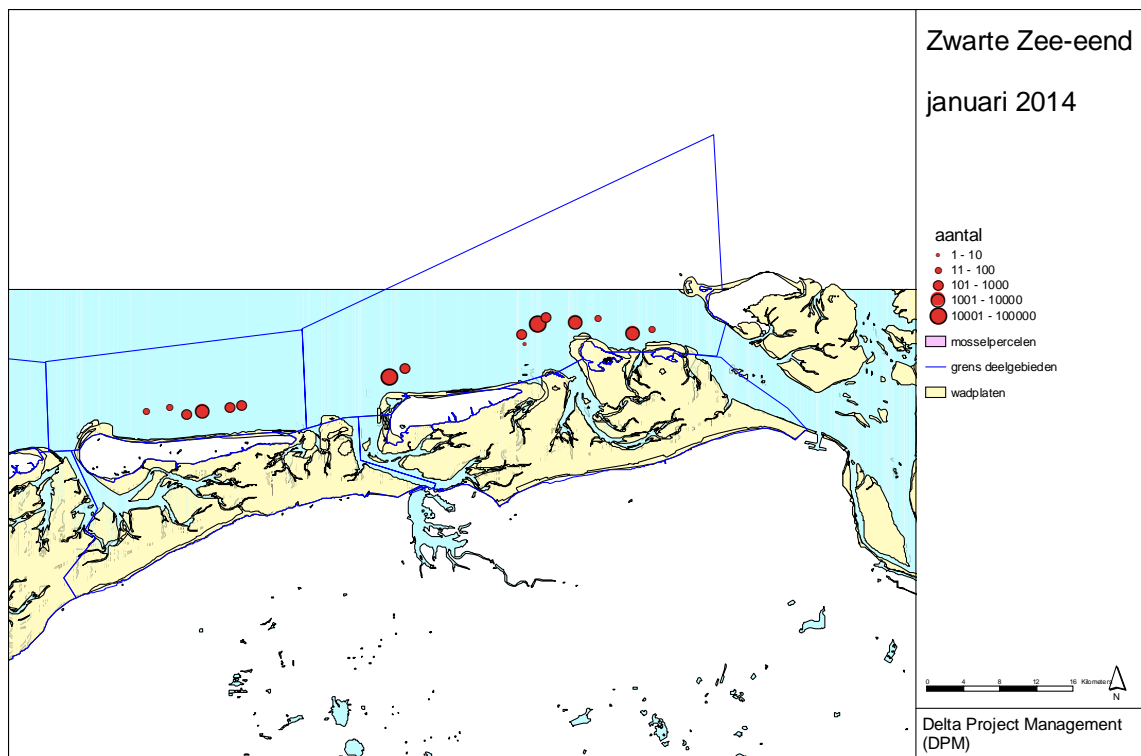 Zwarte Zee-eend
januari 2014
aantal
1 - 10
11 - 100
101 - 1000
1001 - 10000
10001 - 100000
mosselpercelen
grens deelgebieden
wadplaten
0 4 8 12 16 Kilometers
N
Delta Project Management
(DPM)